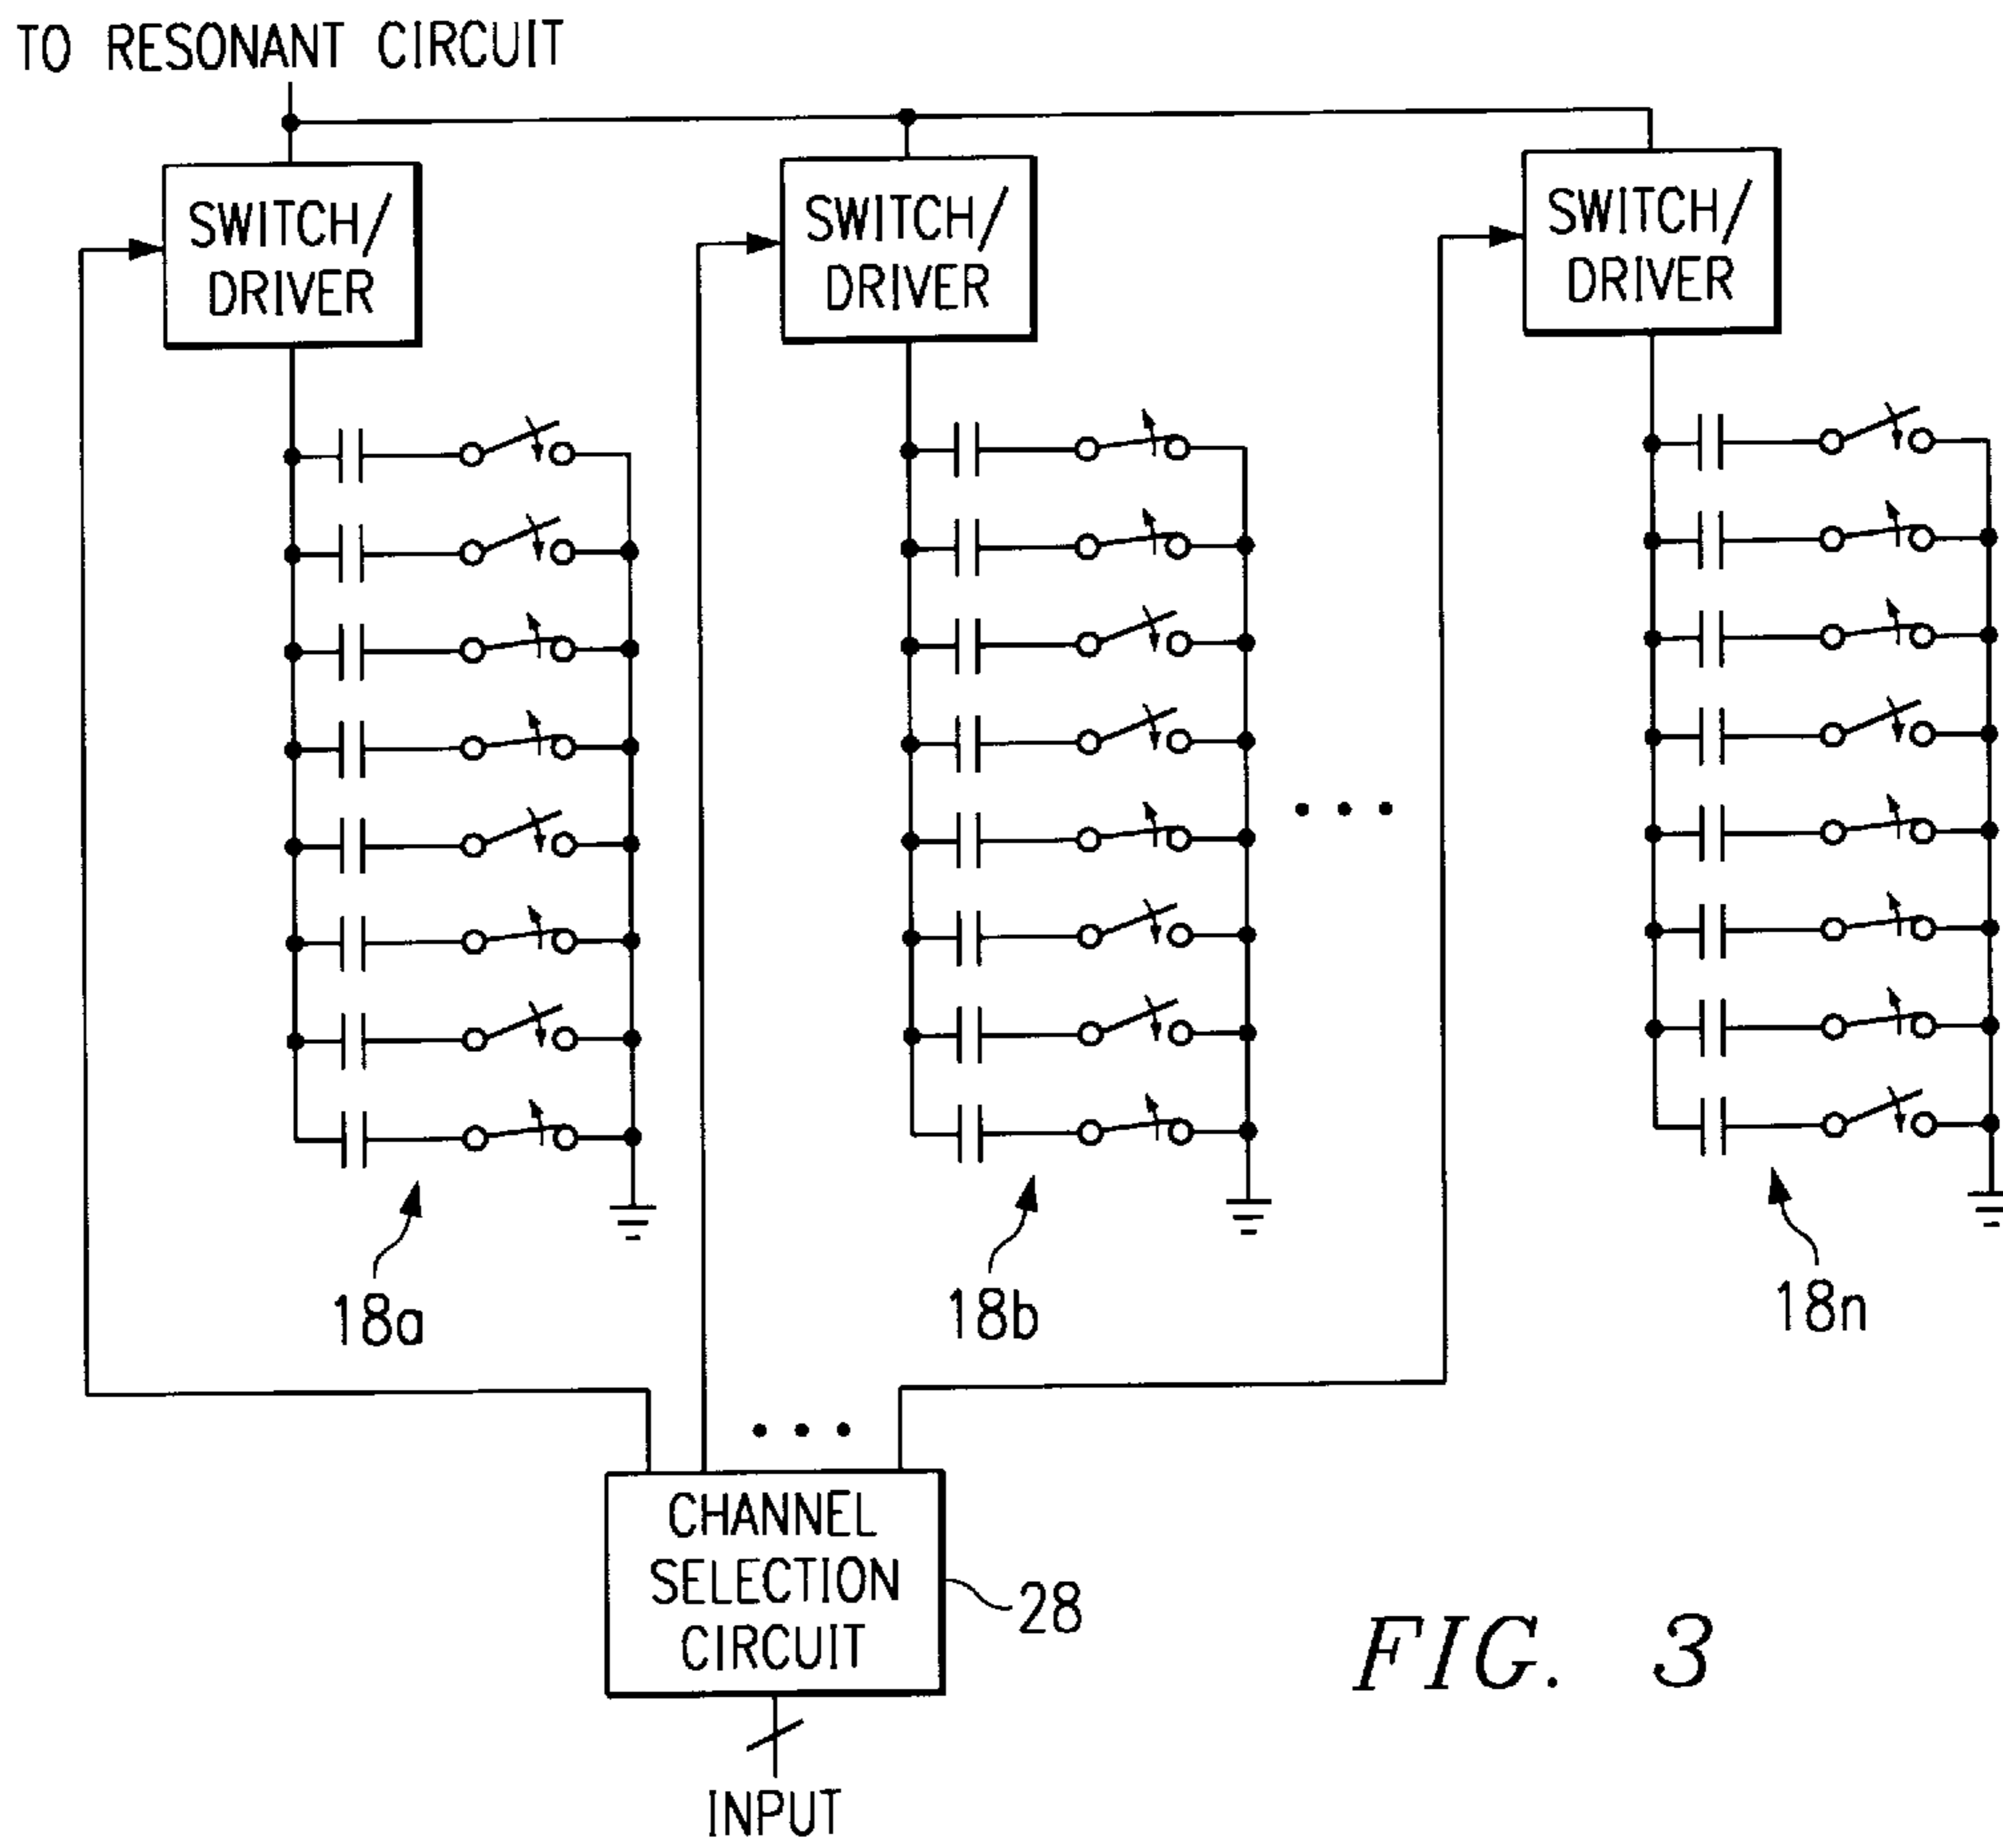 TO RESONANT CIRCUIT
SWITCH/
DRIVER
SWITCH/
DRIVER
SWITCH/
DRIVER
18a
18b
18n
CHANNEL
SELECTION
CIRCUIT
28
INPUT
FIG. 3